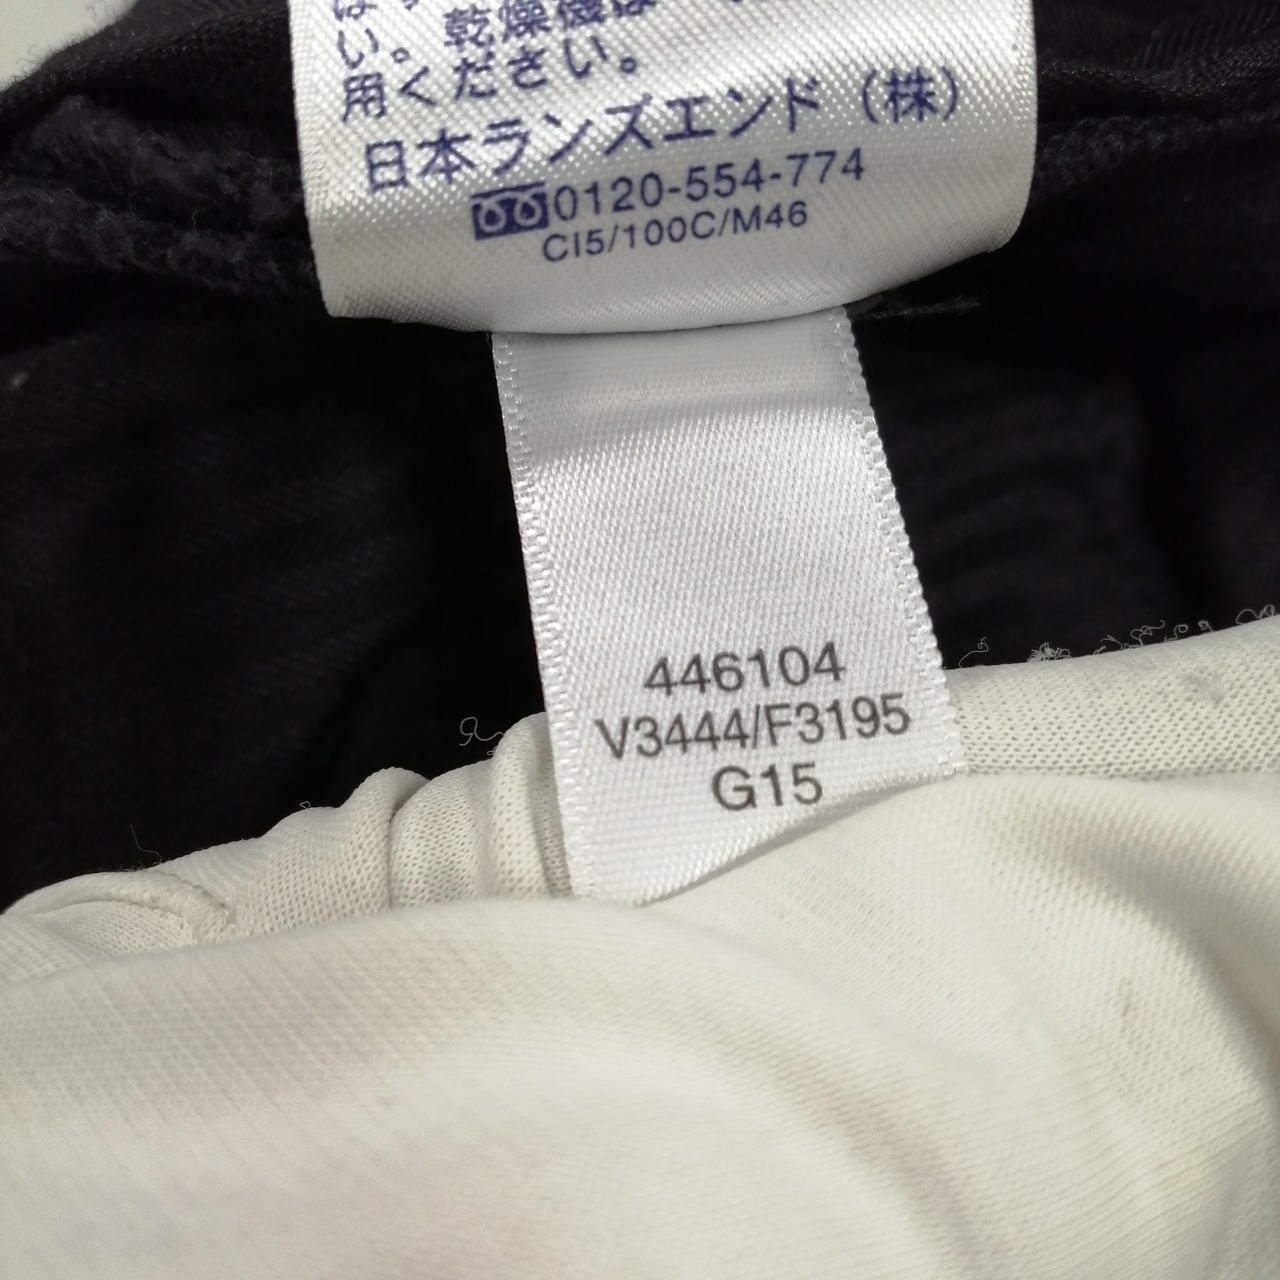 は
い。乾燥機は
用ください。
日本ランズエンド（株）
0120-554-774
CI5/100C/M46
446104
V3444/F3195
G15